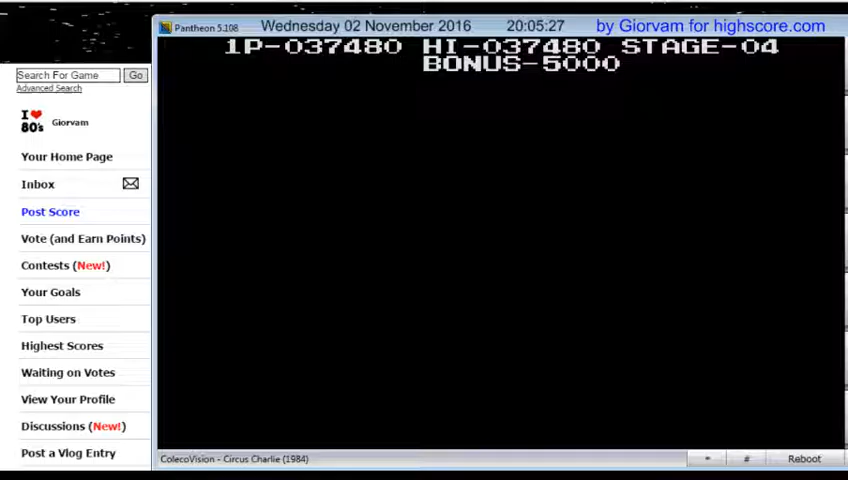 Pantheon 5.108 Wednesday 02 November 2016 20:05:27 by Giorvam for highscore.com
1P-037480 HI-037480 STAGE-04
BONUS-5000
Search For Game Go
Advanced Search
I ❤ 80's Giorvam
Your Home Page
Inbox
Post Score
Vote (and Earn Points)
Contests (New!)
Your Goals
Top Users
Highest Scores
Waiting on Votes
View Your Profile
Discussions (New!)
Post a Vlog Entry
ColecoVision - Circus Charlie (1984) * # Reboot